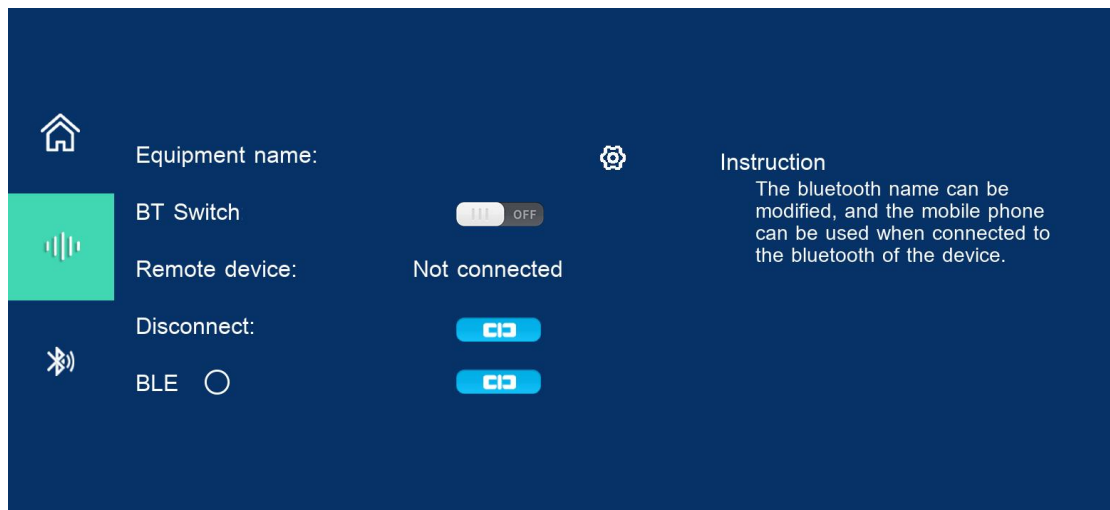 Equipment name:
BT Switch
OFF
Remote device:
Not connected
Disconnect:
BLE
Instruction
The bluetooth name can be
modified, and the mobile phone
can be used when connected to
the bluetooth of the device.